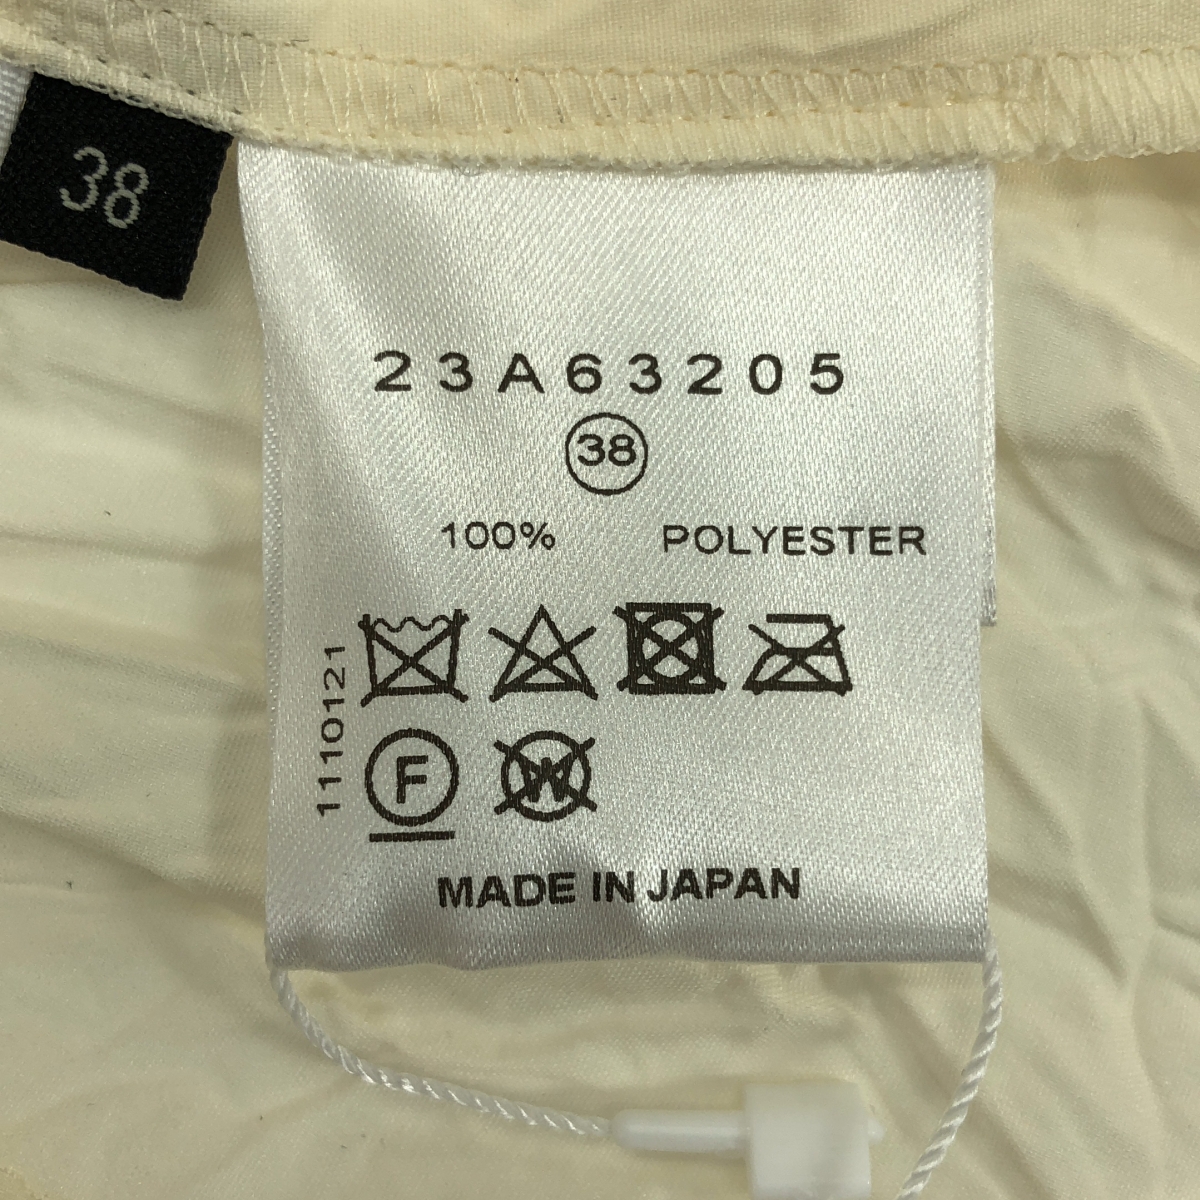 38
23A63205
38
100% POLYESTER
1110121
F W
MADE IN JAPAN